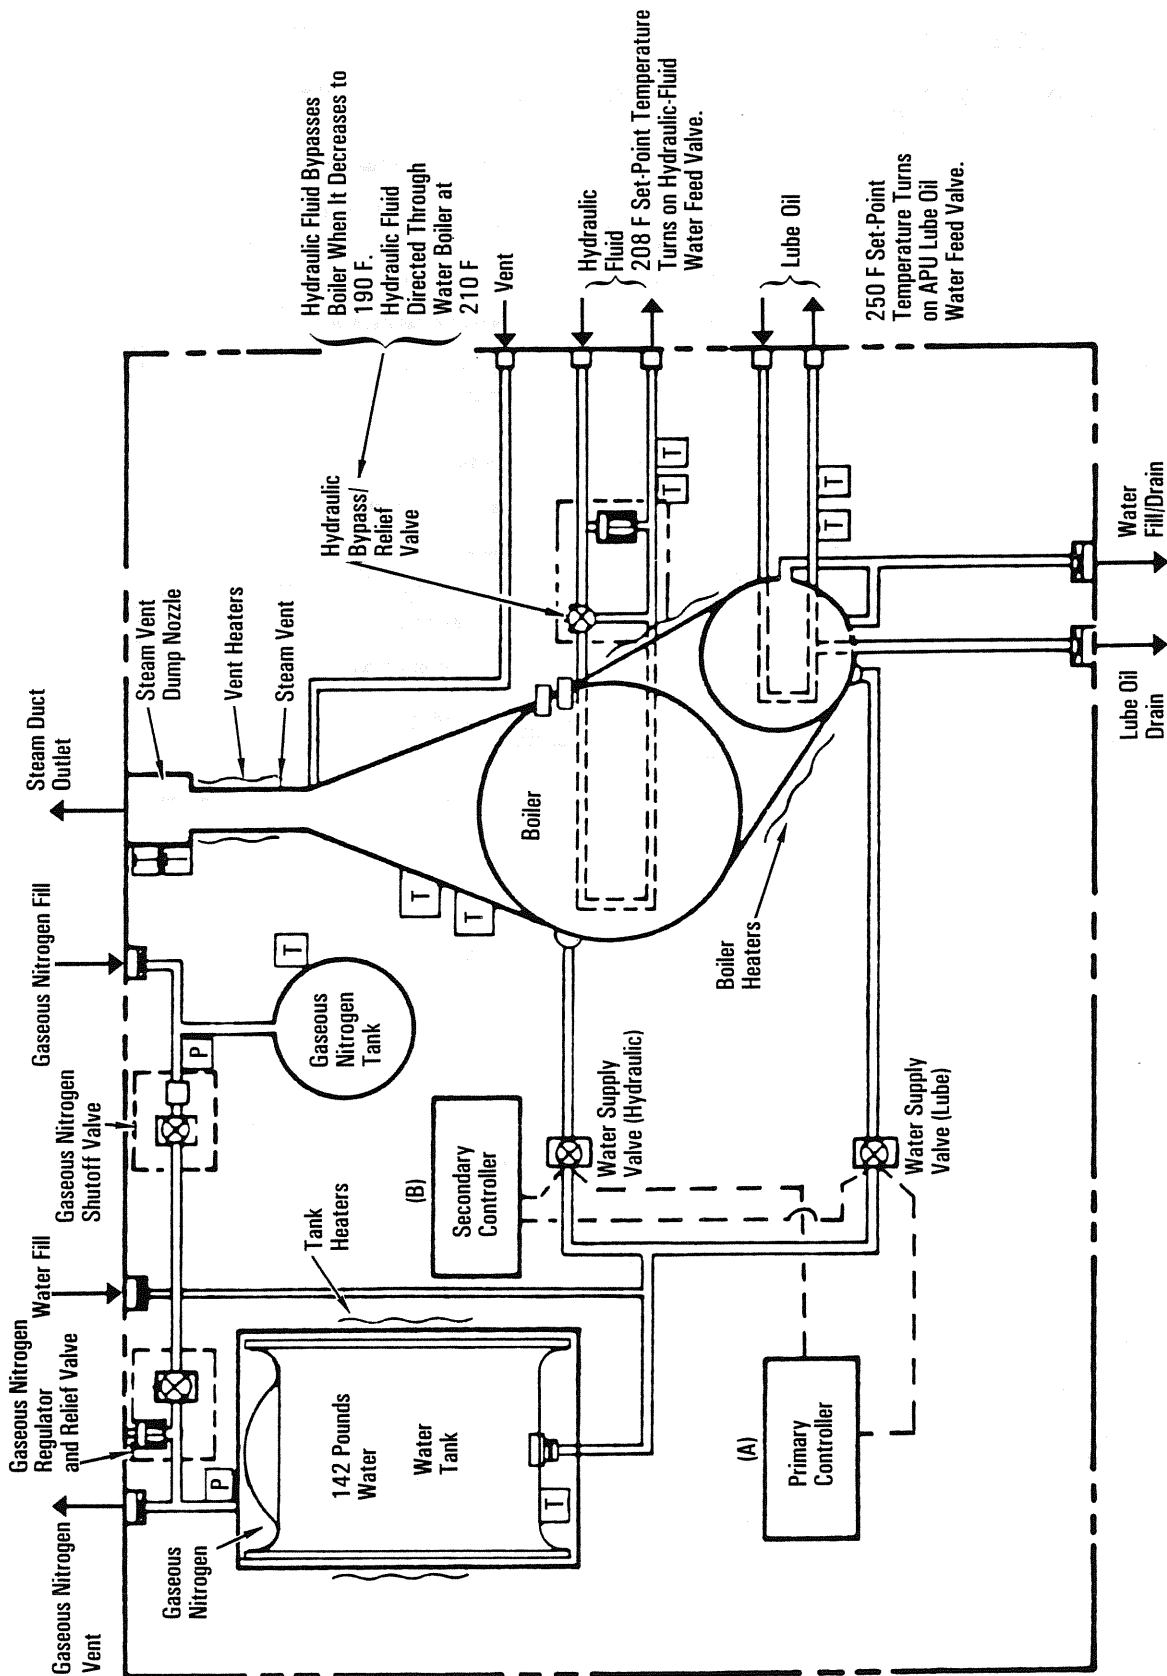 Gaseous Nitrogen
Vent
Gaseous Nitrogen
Regulator
and Relief Valve
Water Fill
Gaseous Nitrogen
Shutoff Valve
Gaseous Nitrogen Fill
Steam Duct
Outlet
Steam Vent
Dump Nozzle
Vent Heaters
Steam Vent
Hydraulic
Bypass/
Relief
Valve
Hydraulic Fluid Bypasses
Boiler When It Decreases to
190 F.
Hydraulic Fluid
Directed Through
Water Boiler at
210 F
Vent
Hydraulic
Fluid
208 F Set-Point Temperature
Turns on Hydraulic-Fluid
Water Feed Valve.
Lube Oil
250 F Set-Point
Temperature Turns
on APU Lube Oil
Water Feed Valve.
P
P
T
Gaseous
Nitrogen
Tank
Gaseous
Nitrogen
142 Pounds
Water
Water
Tank
T
Tank
Heaters
T
T
Boiler
T
T
T
T
Boiler
Heaters
(B)
Secondary
Controller
Water Supply
Valve (Hydraulic)
(A)
Primary
Controller
Water Supply
Valve (Lube)
Lube Oil
Drain
Water
Fill/Drain